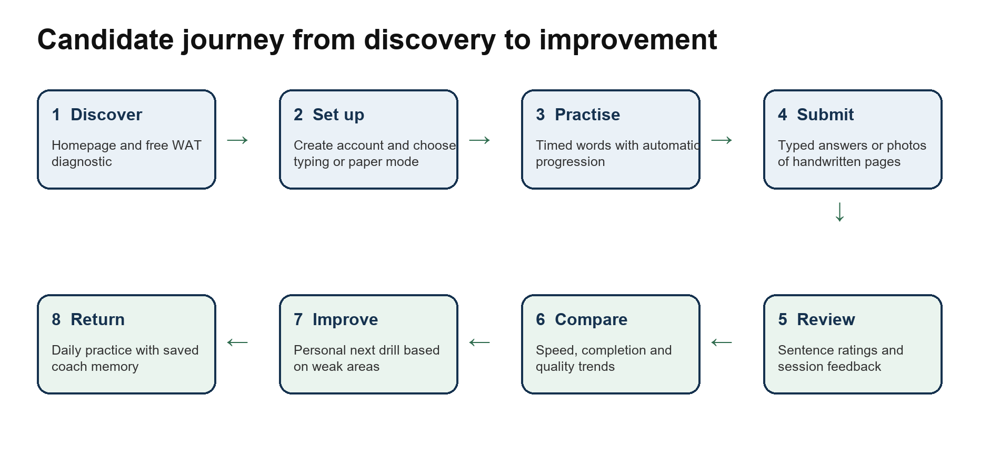 Candidate journey from discovery to improvement
1 Discover
Homepage and free WAT
diagnostic
→
2 Set up
Create account and choose
typing or paper mode
→
3 Practise
Timed words with automatic
progression
→
4 Submit
Typed answers or photos
of handwritten pages
↓
5 Review
Sentence ratings and
session feedback
←
6 Compare
Speed, completion and
quality trends
←
7 Improve
Personal next drill based
on weak areas
←
8 Return
Daily practice with saved
coach memory